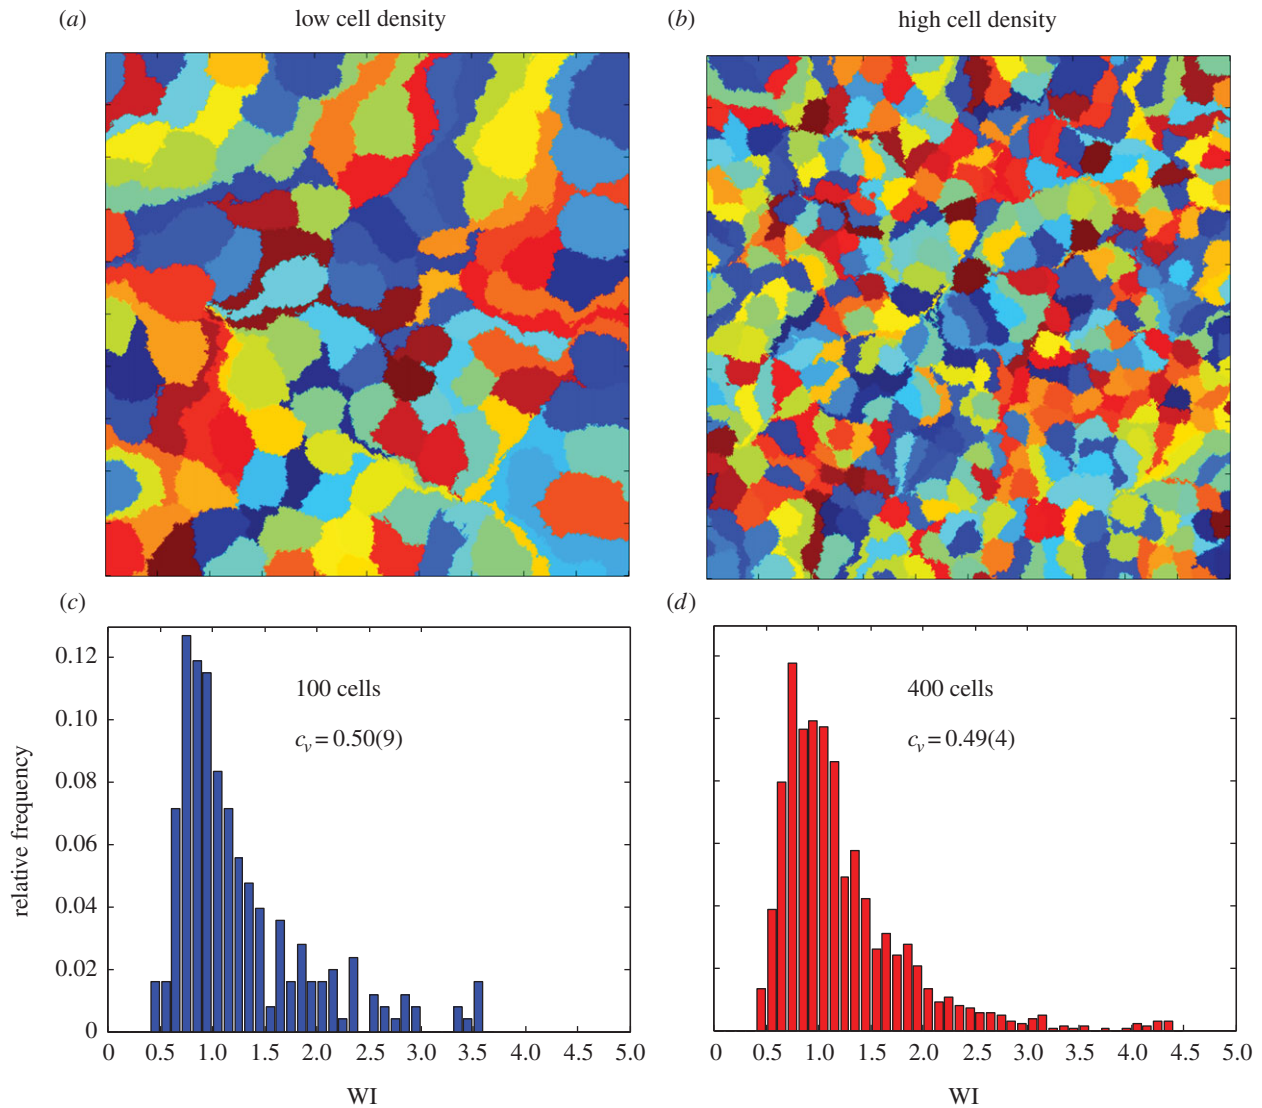 (a) low cell density
(b) high cell density
(c)
100 cells
c_v = 0.50(9)
relative frequency
0.12
0.10
0.08
0.06
0.04
0.02
0
0 0.5 1.0 1.5 2.0 2.5 3.0 3.5 4.0 4.5 5.0
WI
(d)
400 cells
c_v = 0.49(4)
0 0.5 1.0 1.5 2.0 2.5 3.0 3.5 4.0 4.5 5.0
WI